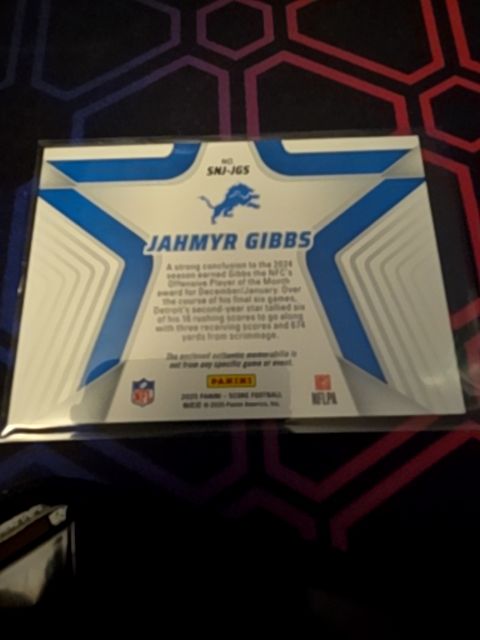 NO.
SNJ-JGS
JAHMYR GIBBS
A strong conclusion to the 2024
season earned Gibbs the NFC's
Offensive Player of the Month
award for December/January. Over
the course of his final six games,
Detroit's second-year star tallied six
of his 16 rushing scores to go along
with three receiving scores and 874
yards from scrimmage.
The enclosed authentic memorabilia is
not from any specific game or event.
PANINI
2025 PANINI - SCORE FOOTBALL
© 2025 Panini America, Inc.
NFL
NFLPA